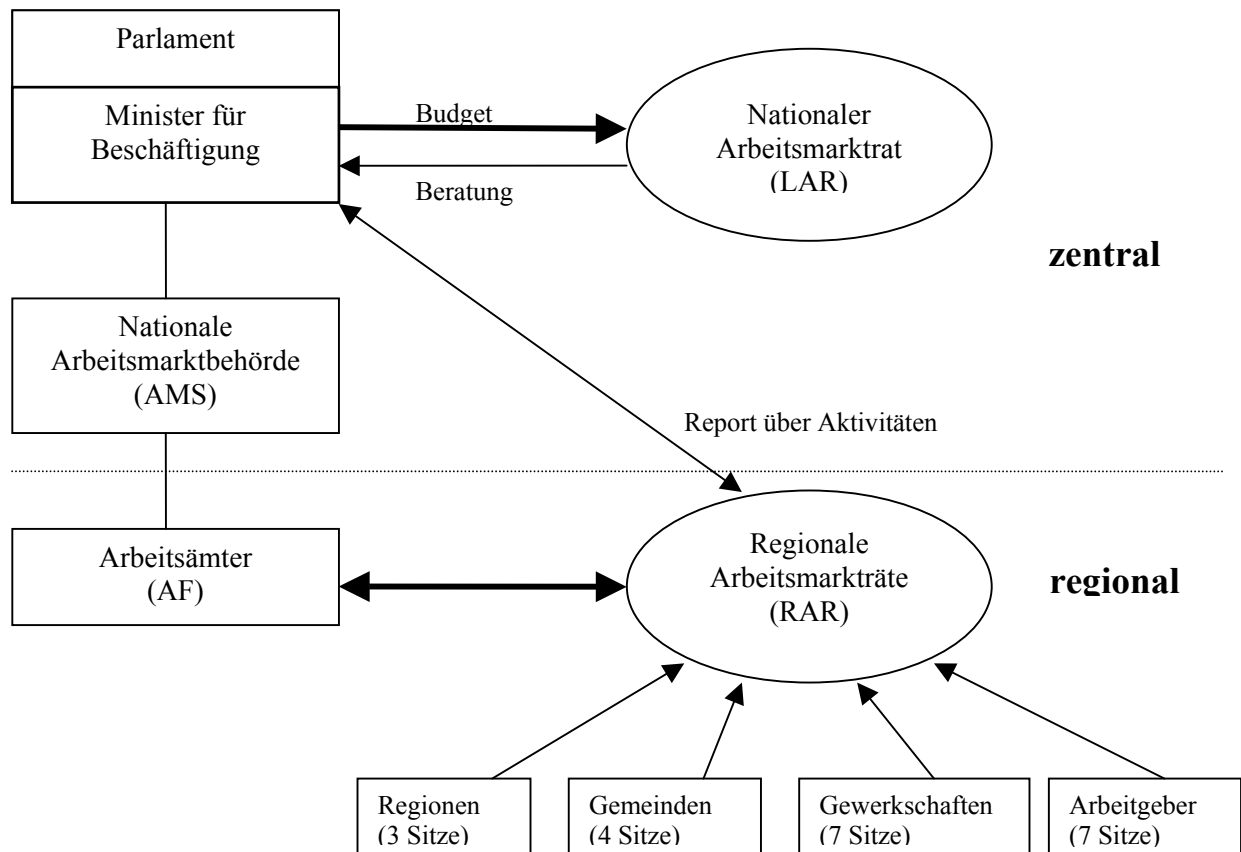 Parlament
Minister für
Beschäftigung
Budget
Beratung
Nationaler
Arbeitsmarktrat
(LAR)
zentral
Nationale
Arbeitsmarktbehörde
(AMS)
Report über Aktivitäten
Arbeitsämter
(AF)
Regionale
Arbeitsmarkträte
(RAR)
regional
Regionen
(3 Sitze)
Gemeinden
(4 Sitze)
Gewerkschaften
(7 Sitze)
Arbeitgeber
(7 Sitze)